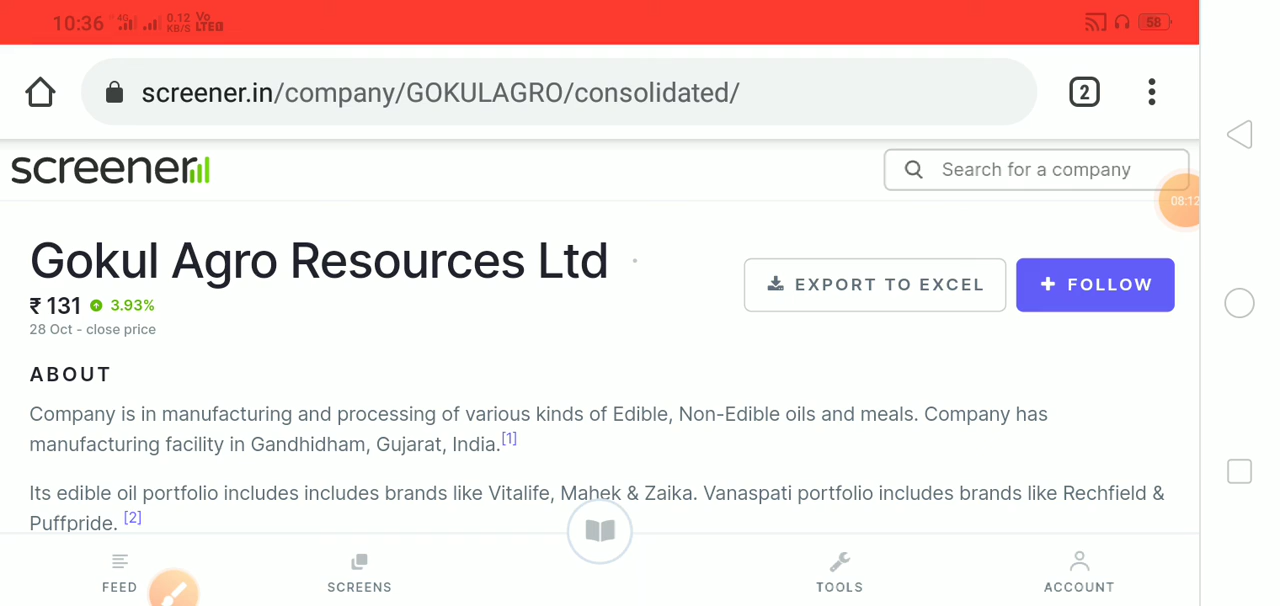 10:36 4G 0.12 KB/S Vo LTE 58
screener.in/company/GOKULAGRO/consolidated/ 2
screener Search for a company
08:12
Gokul Agro Resources Ltd
EXPORT TO EXCEL FOLLOW
₹ 131 3.93%
28 Oct - close price
ABOUT
Company is in manufacturing and processing of various kinds of Edible, Non-Edible oils and meals. Company has
manufacturing facility in Gandhidham, Gujarat, India.[1]
Its edible oil portfolio includes includes brands like Vitalife, Mahek & Zaika. Vanaspati portfolio includes brands like Rechfield &
Puffpride. [2]
FEED SCREENS TOOLS ACCOUNT